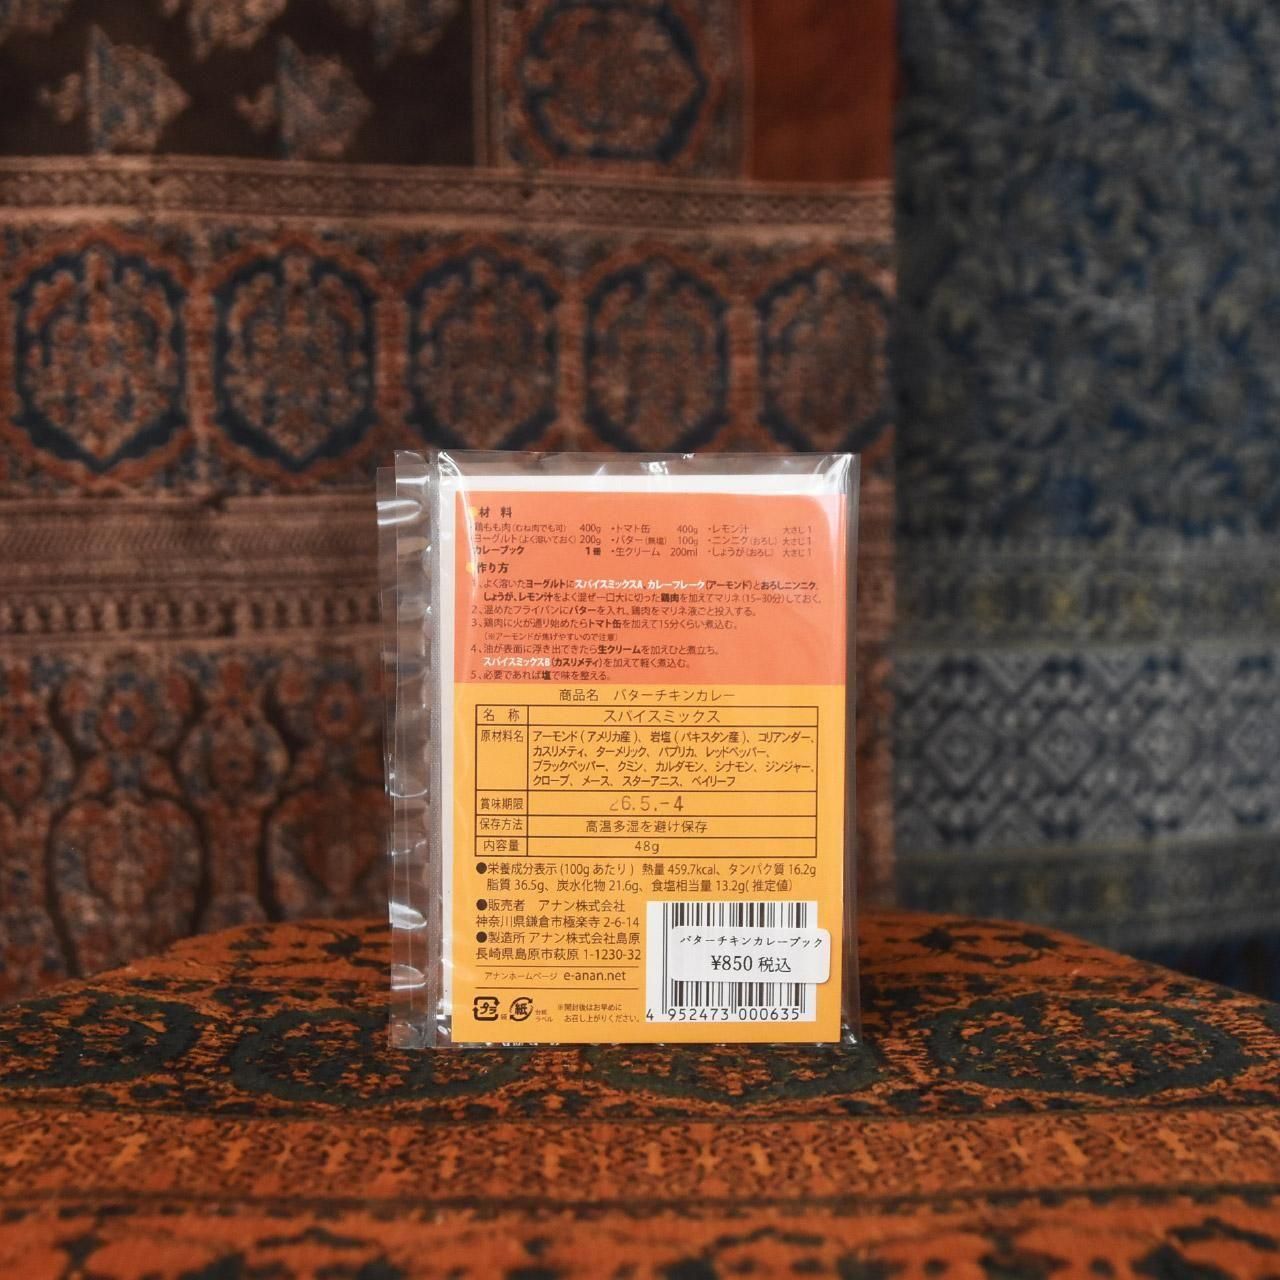 材料
・鶏もも肉(むね肉でも可) 400g ・トマト缶 400g ・レモン汁 大さじ1
・ヨーグルト(よく溶いておく) 200g ・バター(無塩) 100g ・ニンニク(おろし) 大さじ1
カレーブック 1冊 ・生クリーム 200ml ・しょうが(おろし) 大さじ1
作り方
1、よく溶いたヨーグルトにスパイスミックスA、カレーフレーク(アーモンド)とおろしニンニク、
しょうが、レモン汁をよく混ぜ一口大に切った鶏肉を加えてマリネ(15~30分)しておく。
2、温めたフライパンにバターを入れ、鶏肉をマリネ液ごと投入する。
3、鶏肉に火が通り始めたらトマト缶を加えて15分くらい煮込む。
(※アーモンドが焦げやすいので注意)
4、油が表面に浮き出てきたら生クリームを加えひと煮立ち。
スパイスミックスB(カスリメティ)を加えて軽く煮込む。
5、必要であれば塩で味を整える。
商品名 バターチキンカレー
名称 スパイスミックス
原材料名 アーモンド(アメリカ産)、岩塩(パキスタン産)、コリアンダー、
カスリメティ、ターメリック、パプリカ、レッドペッパー、
ブラックペッパー、クミン、カルダモン、シナモン、ジンジャー、
クローブ、メース、スターアニス、ベイリーフ
賞味期限 26.5.-4
保存方法 高温多湿を避け保存
内容量 48g
●栄養成分表示(100gあたり) 熱量459.7kcal、タンパク質16.2g
脂質36.5g、炭水化物21.6g、食塩相当量13.2g(推定値)
●販売者 アナン株式会社
神奈川県鎌倉市極楽寺2-6-14
●製造所 アナン株式会社島原
長崎県島原市萩原1-1230-32
アナンホームページ e-anan.net
プラ 袋 紙 台紙 ラベル ※開封後はお早めに
お召し上がりください。
バターチキンカレーブック
¥850 税込
4 952473 000635